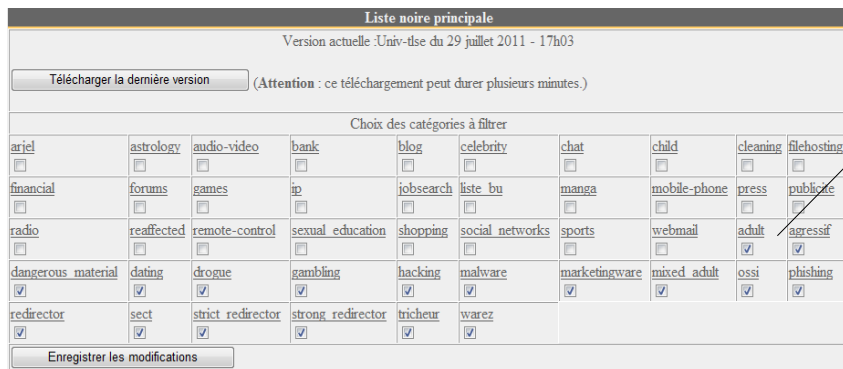 Liste noire principale
Version actuelle :Univ-tlse du 29 juillet 2011 - 17h03
Télécharger la dernière version (Attention : ce téléchargement peut durer plusieurs minutes.)
Choix des catégories à filtrer
arjel astrology audio-video bank blog celebrity chat child cleaning filehosting
financial forums games ip jobsearch liste_bu manga mobile-phone press publicite
radio reaffected remote-control sexual_education shopping social_networks sports webmail adult agressif
dangerous_material dating drogue gambling hacking malware marketingware mixed_adult ossi phishing
redirector sect strict_redirector strong_redirector tricheur warez
Enregistrer les modifications